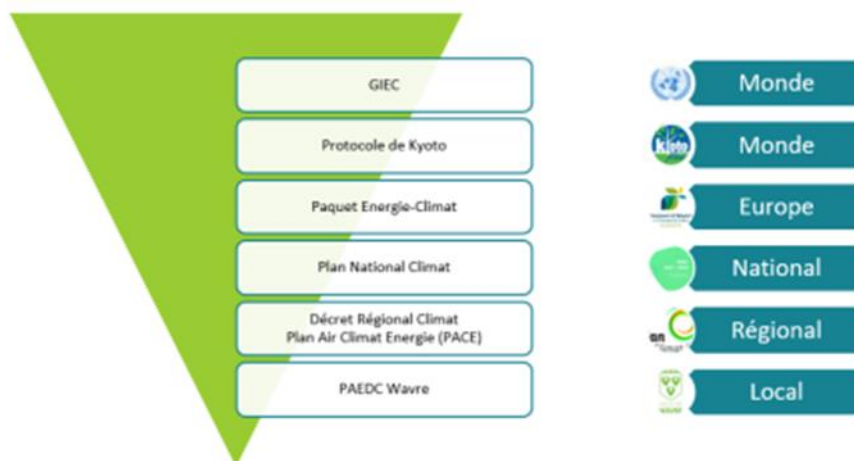 GIEC
Monde
Protocole de Kyoto
kyoto
Monde
Paquet Energie-Climat
Europe
Plan National Climat
National
Décret Régional Climat
Plan Air Climat Energie (PACE)
Régional
PAEDC Wavre
Local